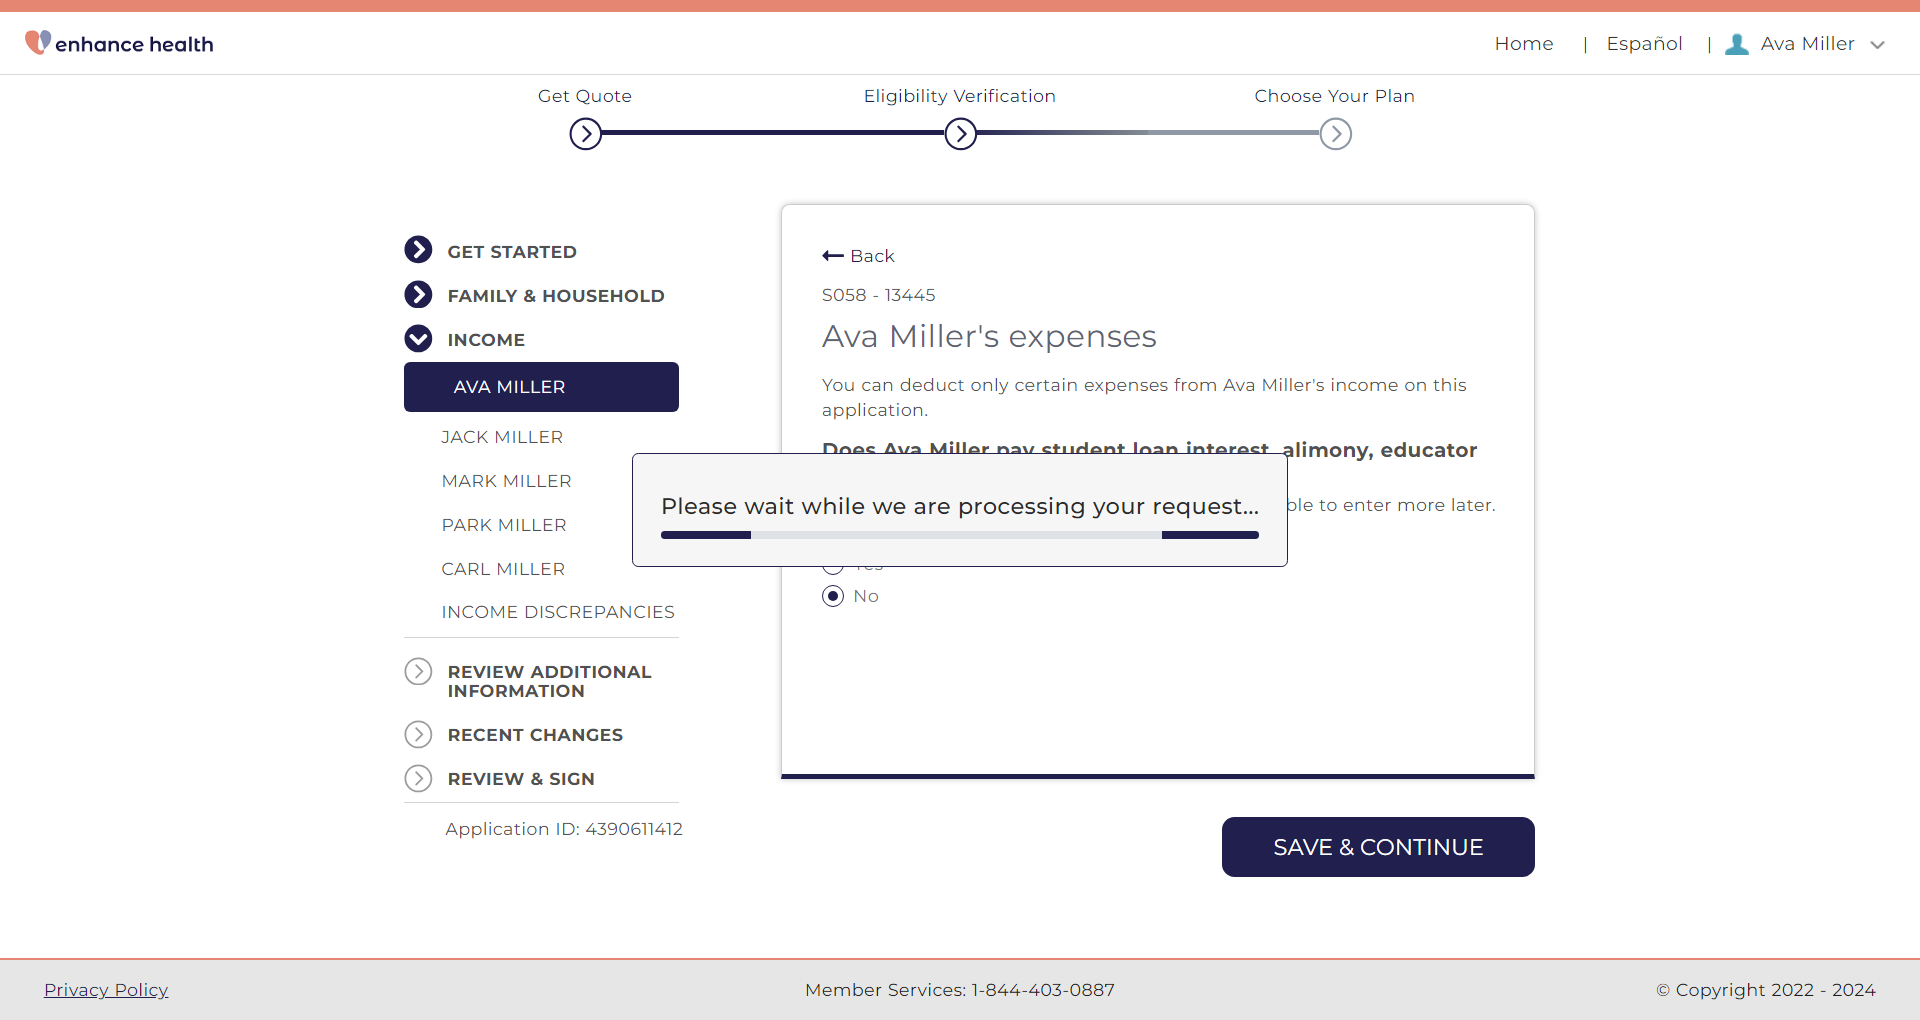 enhance health
Home | Español | Ava Miller
Get Quote
Eligibility Verification
Choose Your Plan
GET STARTED
FAMILY & HOUSEHOLD
INCOME
AVA MILLER
JACK MILLER
MARK MILLER
PARK MILLER
CARL MILLER
INCOME DISCREPANCIES
REVIEW ADDITIONAL
INFORMATION
RECENT CHANGES
REVIEW & SIGN
Application ID: 4390611412
Back
S058 - 13445
Ava Miller's expenses
You can deduct only certain expenses from Ava Miller's income on this
application.
Does Ava Miller pay student loan interest, alimony, educator
to enter more later.
Please wait while we are processing your request...
Yes
No
SAVE & CONTINUE
Privacy Policy
Member Services: 1-844-403-0887
© Copyright 2022 - 2024